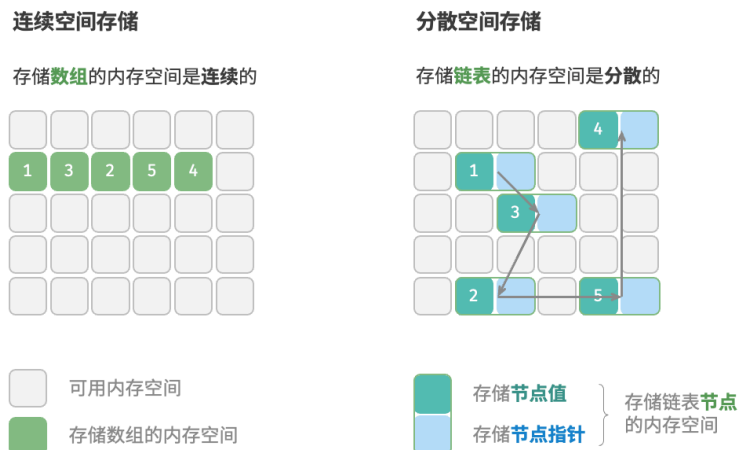 连续空间存储
存储数组的内存空间是连续的
1 3 2 5 4
可用内存空间
存储数组的内存空间
分散空间存储
存储链表的内存空间是分散的
4
1
3
2 5
存储节点值
存储节点指针
存储链表节点
的内存空间